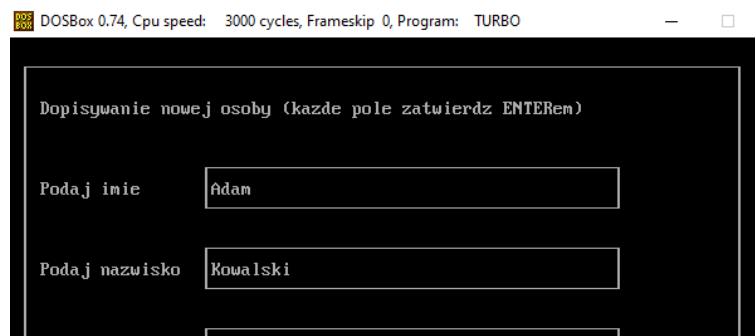 DOSBox 0.74, Cpu speed: 3000 cycles, Frameskip 0, Program: TURBO
Dopisywanie nowej osoby (kazde pole zatwierdz ENTERem)
Podaj imie Adam
Podaj nazwisko Kowalski